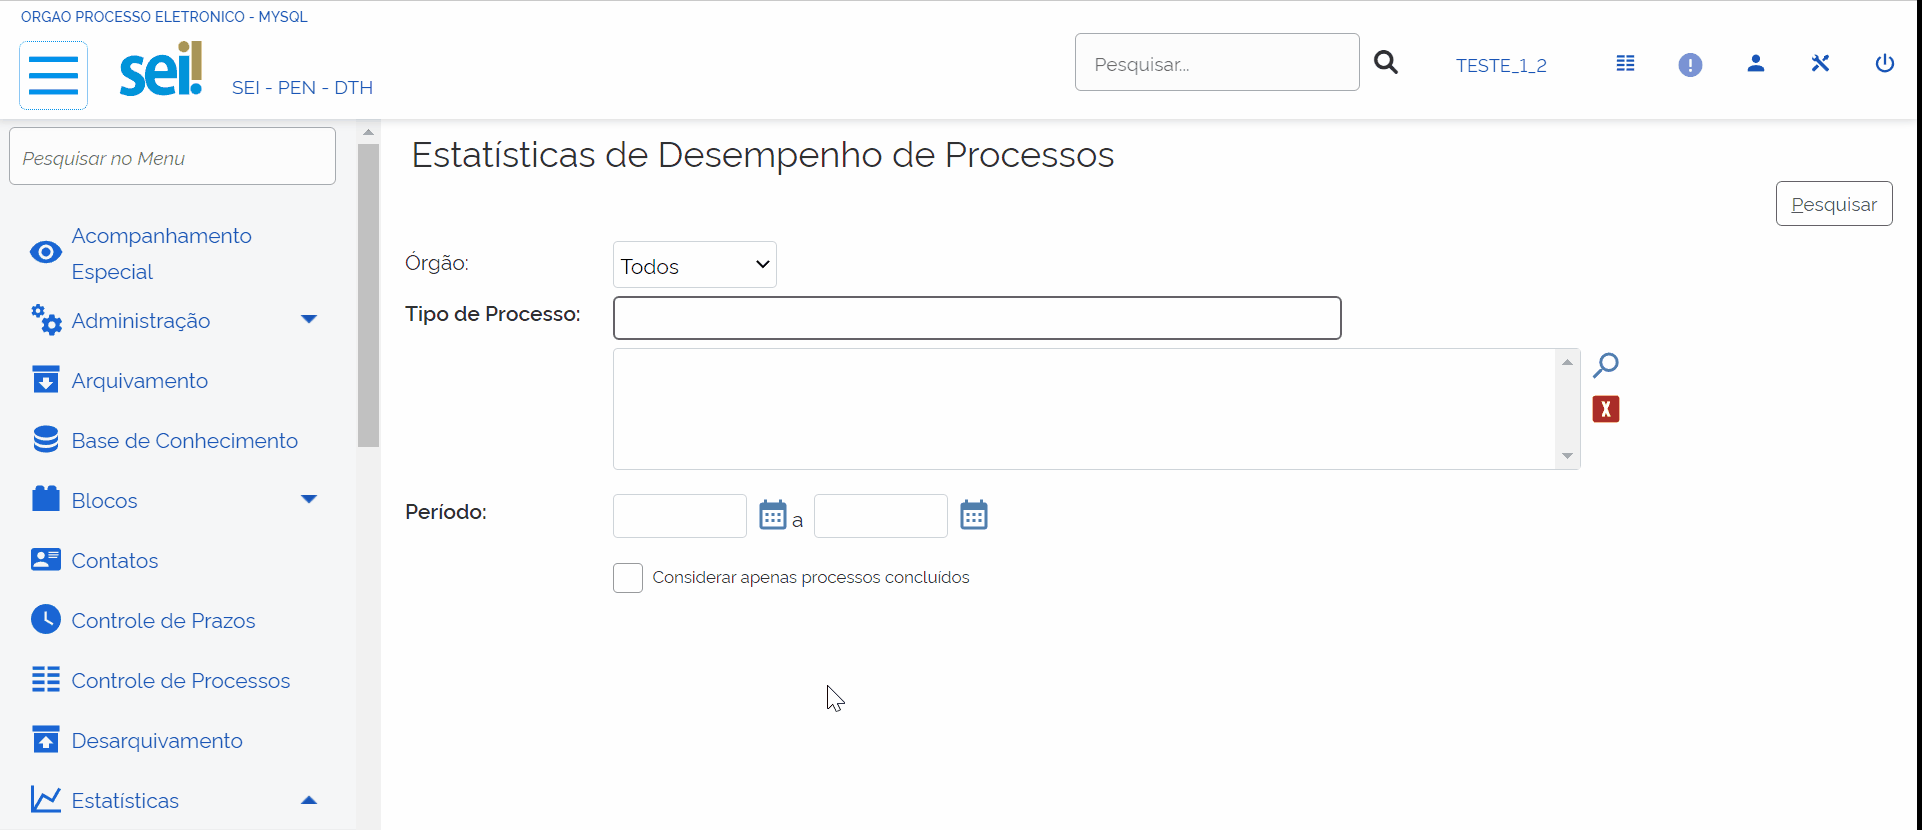 ORGAO PROCESSO ELETRONICO - MYSQL
sei!
SEI - PEN - DTH
Pesquisar...
TESTE_1_2
Pesquisar no Menu
Acompanhamento
Especial
Administração
Arquivamento
Base de Conhecimento
Blocos
Contatos
Controle de Prazos
Controle de Processos
Desarquivamento
Estatísticas
Estatísticas de Desempenho de Processos
Pesquisar
Órgão:
Todos
Tipo de Processo:
Período:
a
Considerar apenas processos concluídos